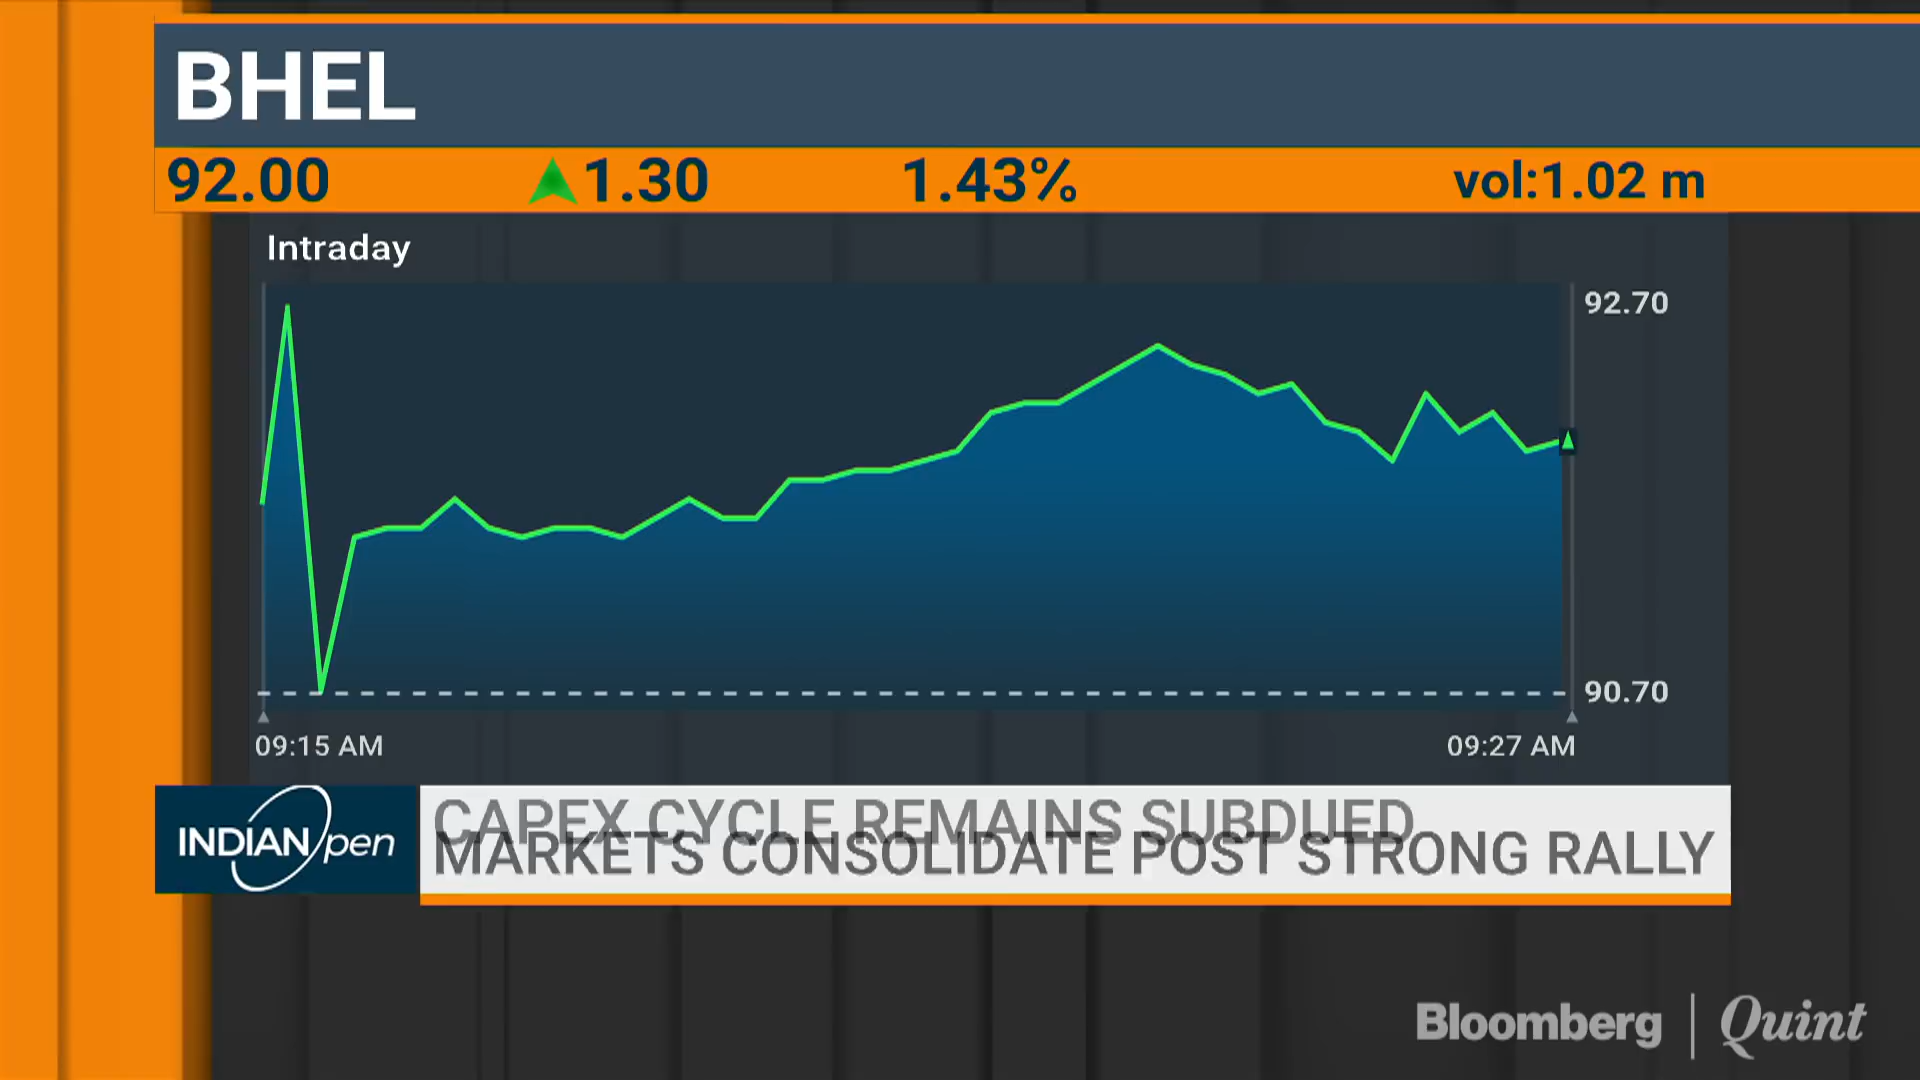 BHEL
92.00 1.30 1.43% vol:1.02 m
Intraday
92.70
90.70
09:15 AM 09:27 AM
INDIAN Open
CAPEX CYCLE REMAINS SUBDUED
MARKETS CONSOLIDATE POST STRONG RALLY
Bloomberg | Quint